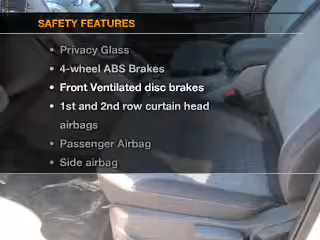 SAFETY FEATURES
• Privacy Glass
• 4-wheel ABS Brakes
• Front Ventilated disc brakes
• 1st and 2nd row curtain head
airbags
• Passenger Airbag
• Side airbag